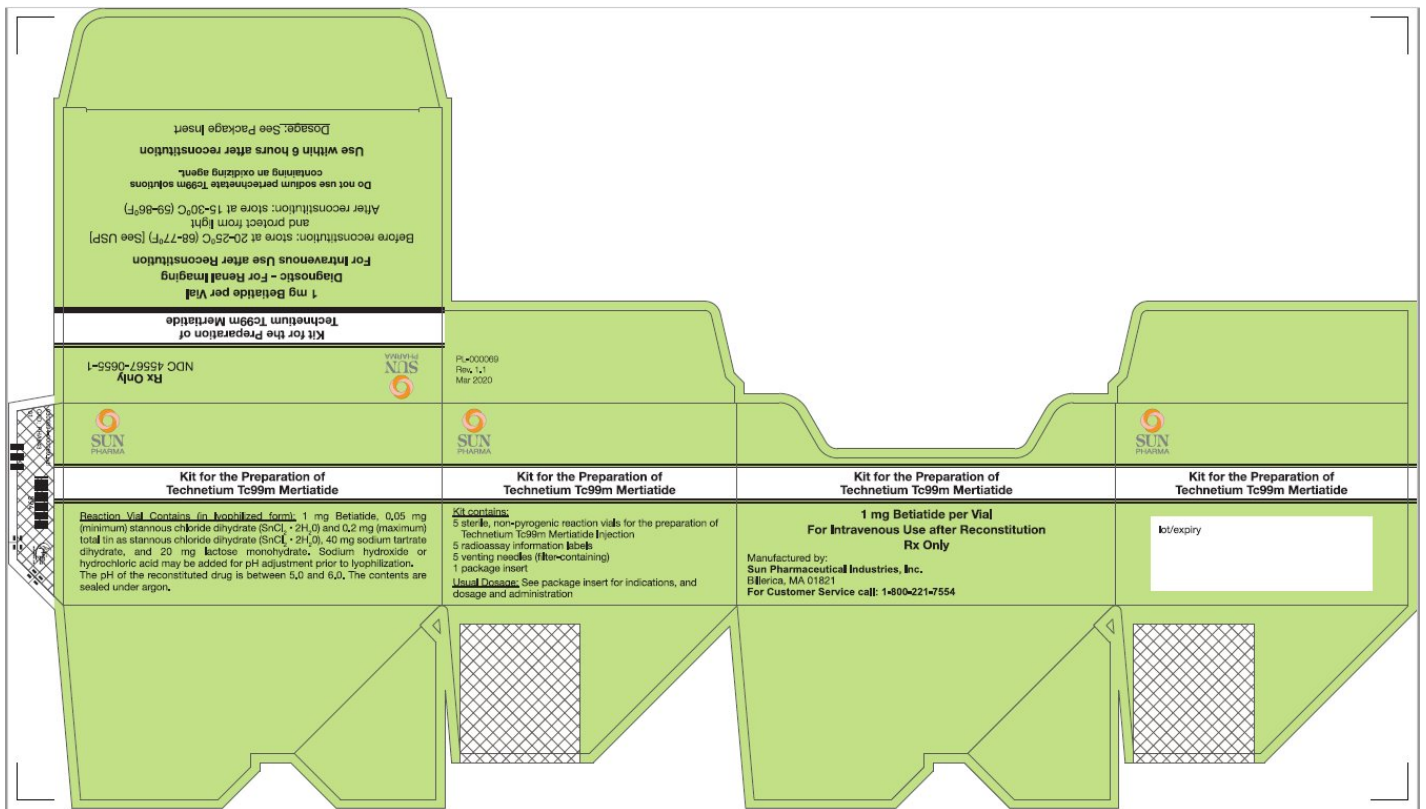 Rx Only
NDC 45567-0655-1
SUN
PHARMA
Kit for the Preparation of
Technetium Tc99m Mertiatide
1 mg Betiatide per Vial
Diagnostic – For Renal Imaging
For Intravenous Use after Reconstitution
Before reconstitution: store at 20-25ºC (68-77ºF) [See USP]
and protect from light
After reconstitution: store at 15-30ºC (59-86ºF)
Do not use sodium pertechnetate Tc99m solutions
containing an oxidizing agent.
Use within 6 hours after reconstitution
Dosage: See Package Insert
PL-000069
Rev. 1.1
Mar 2020
SUN
PHARMA
Kit for the Preparation of
Technetium Tc99m Mertiatide
Reaction Vial Contains (in lyophilized form): 1 mg Betiatide, 0.05 mg
(minimum) stannous chloride dihydrate (SnCl₂ • 2H₂0) and 0.2 mg (maximum)
total tin as stannous chloride dihydrate (SnCl₂ • 2H₂0), 40 mg sodium tartrate
dihydrate, and 20 mg lactose monohydrate. Sodium hydroxide or
hydrochloric acid may be added for pH adjustment prior to lyophilization.
The pH of the reconstituted drug is between 5.0 and 6.0. The contents are
sealed under argon.
SUN
PHARMA
Kit for the Preparation of
Technetium Tc99m Mertiatide
Kit contains:
5 sterile, non-pyrogenic reaction vials for the preparation of
Technetium Tc99m Mertiatide Injection
5 radioassay information labels
5 venting needles (filter-containing)
1 package insert
Usual Dosage: See package insert for indications, and
dosage and administration
Kit for the Preparation of
Technetium Tc99m Mertiatide
1 mg Betiatide per Vial
For Intravenous Use after Reconstitution
Rx Only
Manufactured by:
Sun Pharmaceutical Industries, Inc.
Billerica, MA 01821
For Customer Service call: 1-800-221-7554
SUN
PHARMA
Kit for the Preparation of
Technetium Tc99m Mertiatide
lot/expiry